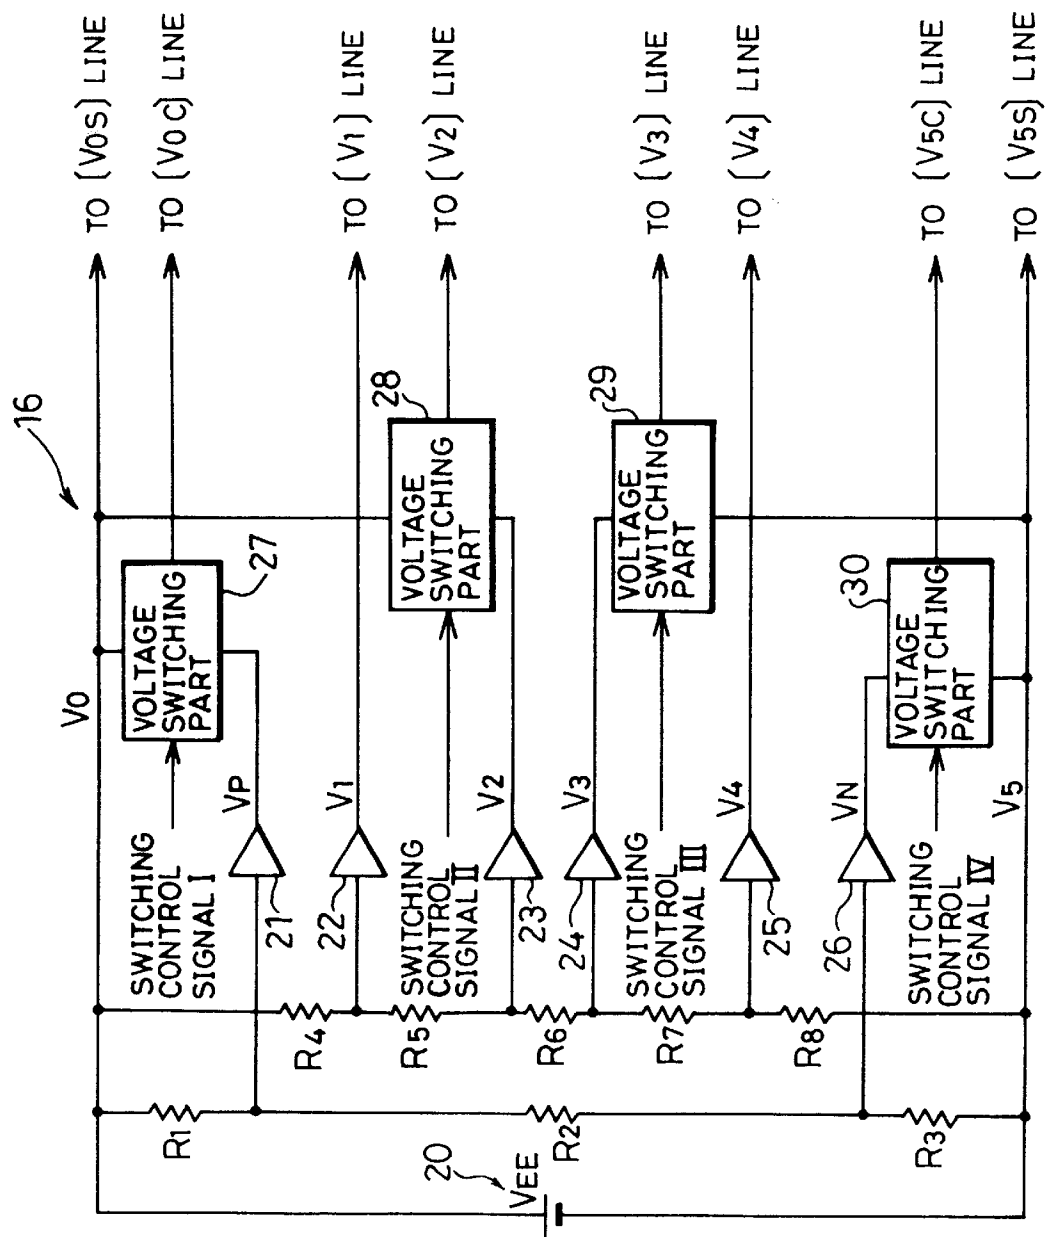 16
TO (V0S) LINE
TO (V0C) LINE
TO (V1) LINE
TO (V2) LINE
TO (V3) LINE
TO (V4) LINE
TO (V5C) LINE
TO (V5S) LINE
V0
VOLTAGE
SWITCHING
PART
27
VOLTAGE
SWITCHING
PART
28
VOLTAGE
SWITCHING
PART
29
VOLTAGE
SWITCHING
PART
30
SWITCHING
CONTROL
SIGNAL I
VP
21
V1
22
SWITCHING
CONTROL
SIGNAL II
V2
23
V3
24
SWITCHING
CONTROL
SIGNAL III
V4
25
VN
26
SWITCHING
CONTROL
SIGNAL IV
V5
R4
R5
R6
R7
R8
R1
R2
R3
20
VEE